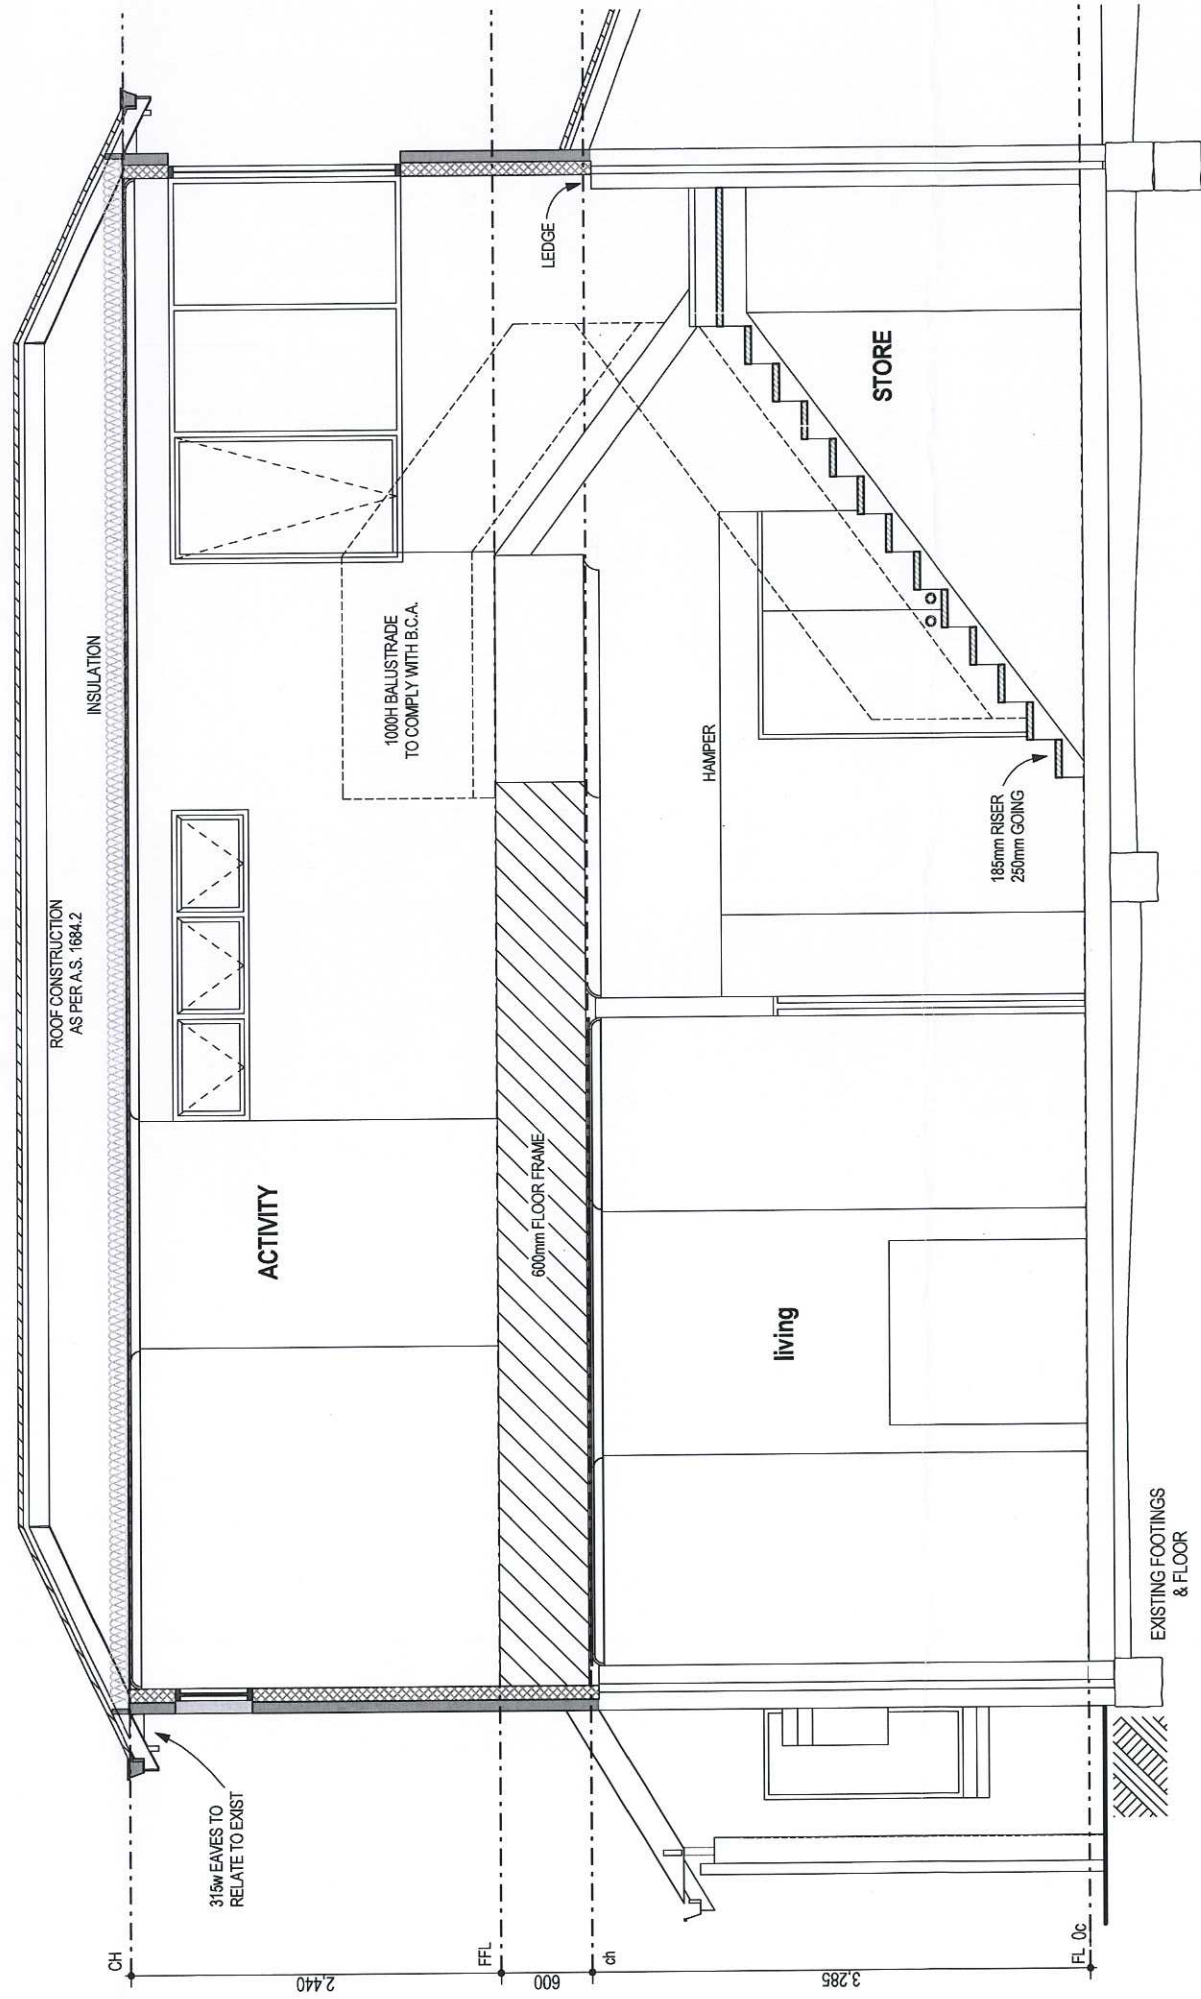 ROOF CONSTRUCTION
AS PER A.S. 1684.2
INSULATION
315w EAVES TO
RELATE TO EXIST
ACTIVITY
1000H BALUSTRADE
TO COMPLY WITH B.C.A.
LEDGE
600mm FLOOR FRAME
HAMPER
living
STORE
185mm RISER
250mm GOING
EXISTING FOOTINGS
& FLOOR
CH
2,440
FFL
600
ch
3,285
FL 0c